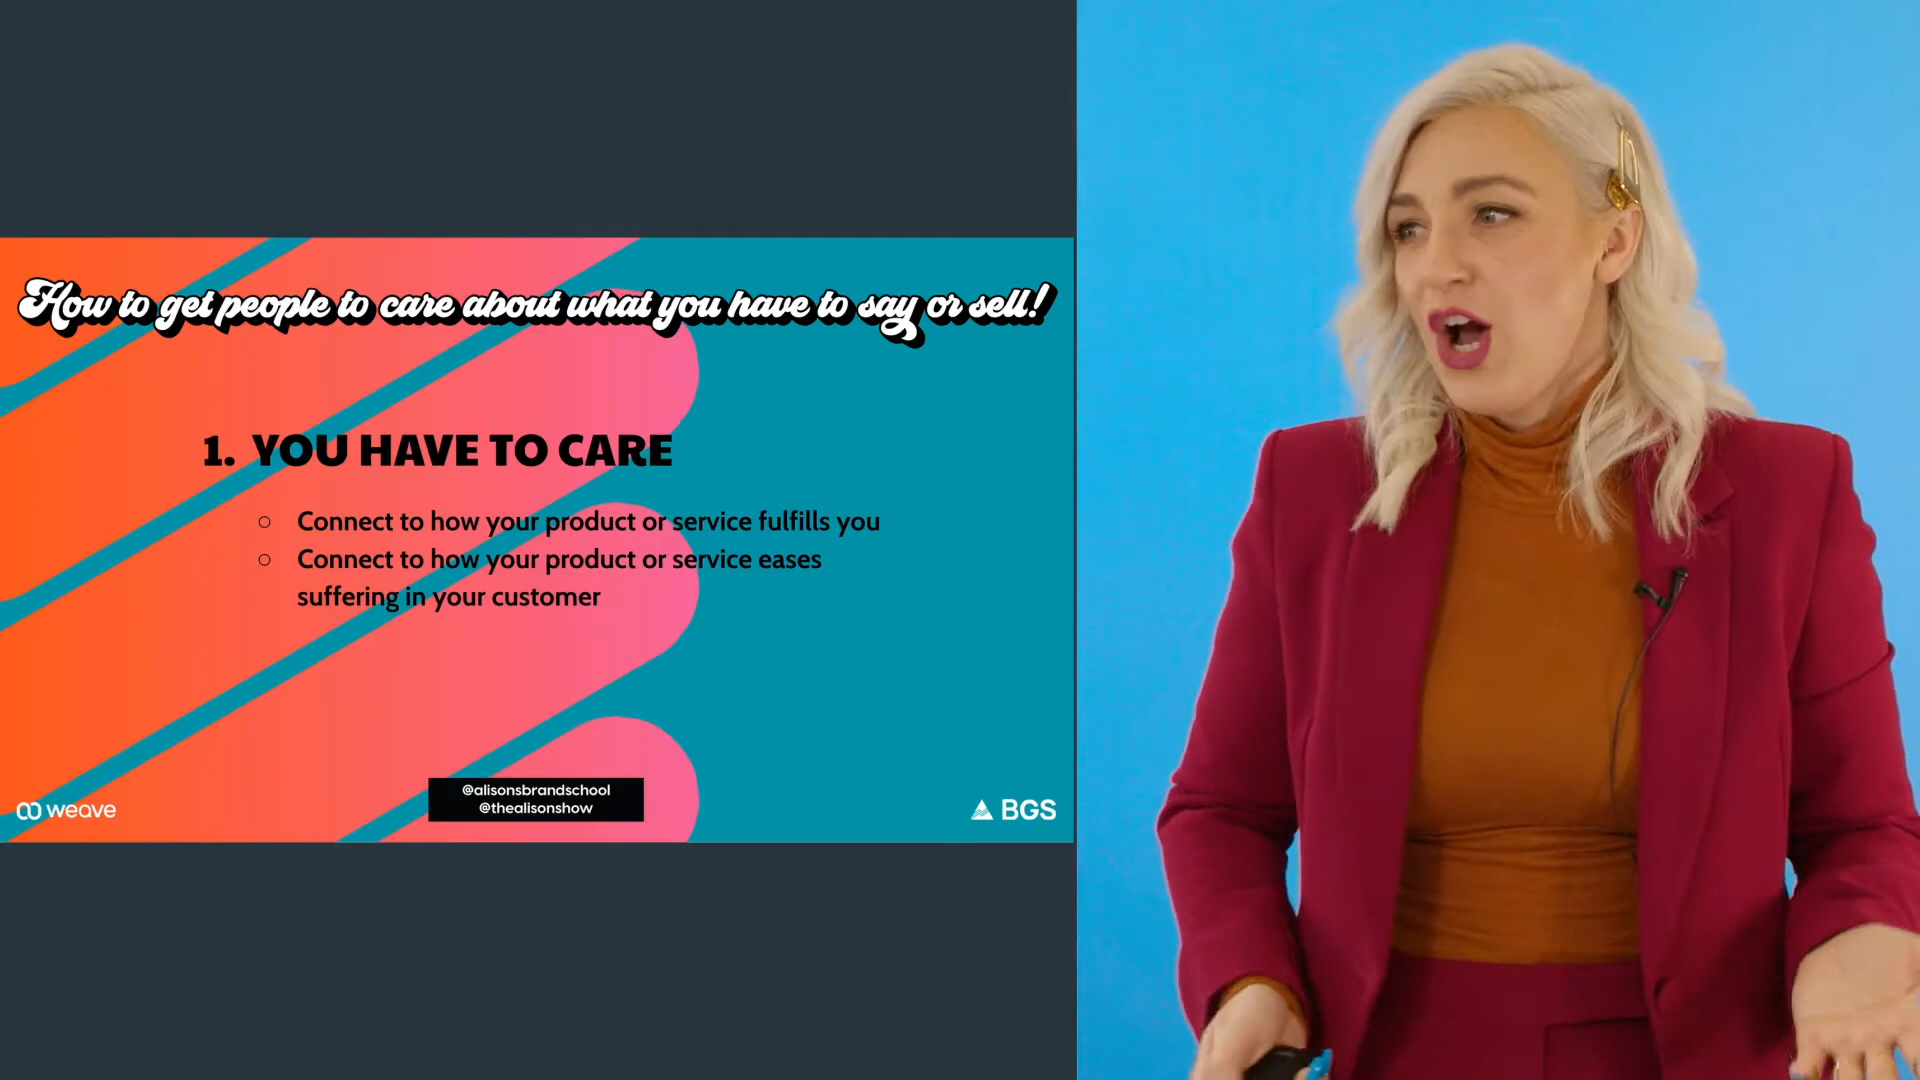 How to get people to care about what you have to say or sell!
1. YOU HAVE TO CARE
○ Connect to how your product or service fulfills you
○ Connect to how your product or service eases
suffering in your customer
@alisonsbrandschool
@thealisonshow
weave
BGS